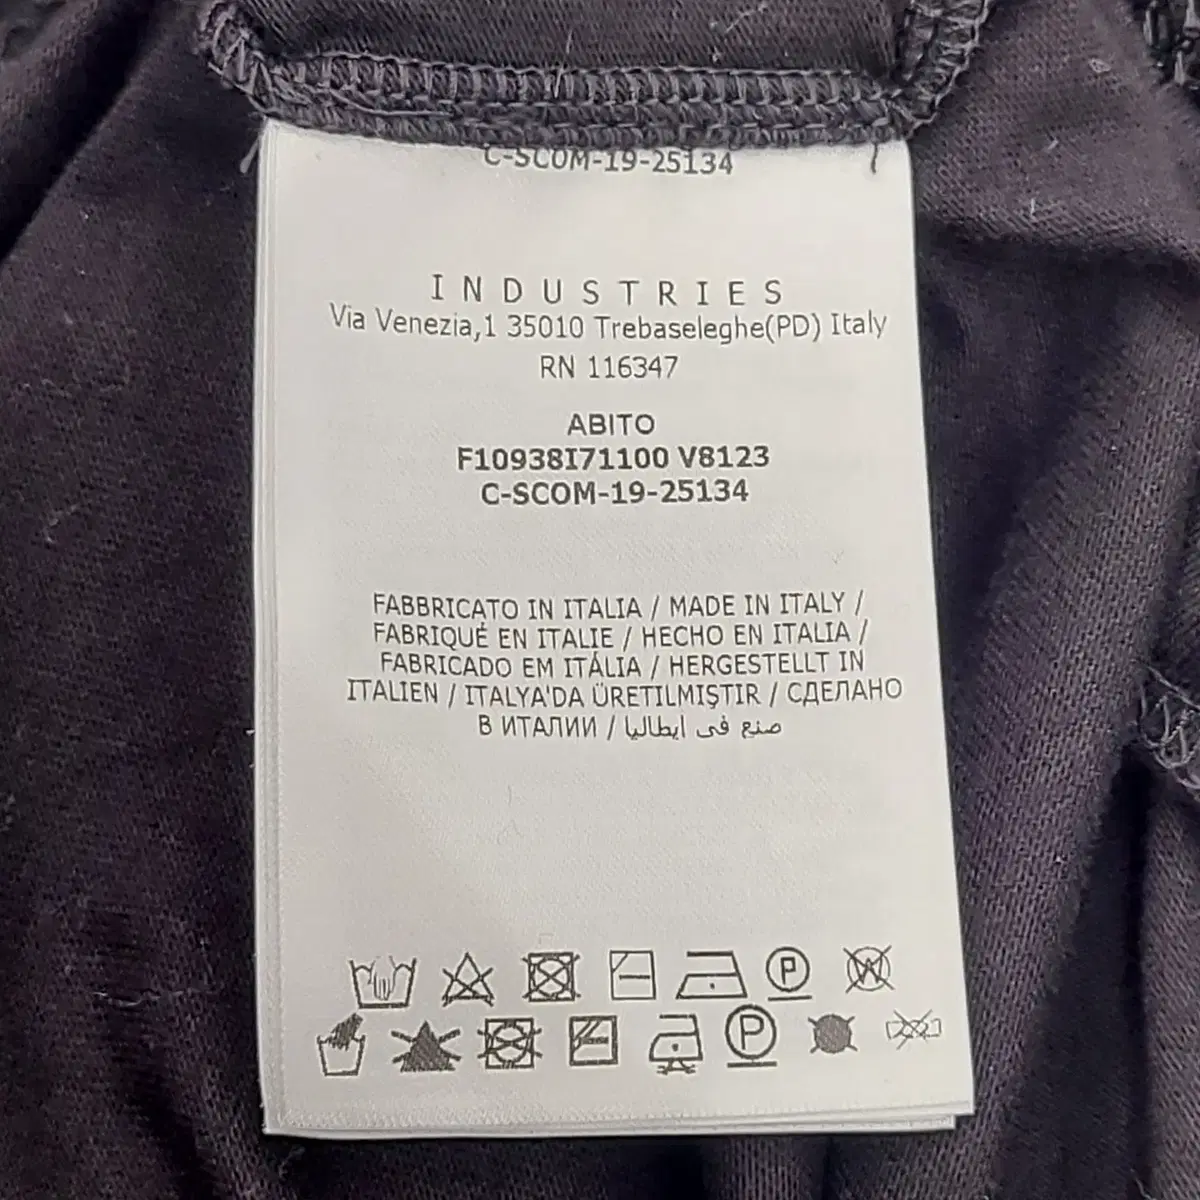 C-SCOM-19-25134
INDUSTRIES
Via Venezia,1 35010 Trebaseleghe(PD) Italy
RN 116347
ABITO
F10938I71100 V8123
C-SCOM-19-25134
FABBRICATO IN ITALIA / MADE IN ITALY /
FABRIQUÉ EN ITALIE / HECHO EN ITALIA /
FABRICADO EM ITÁLIA / HERGESTELLT IN
ITALIEN / ITALYA'DA ÜRETILMIŞTIR / СДЕЛАНО
В ИТАЛИИ / صنع في ايطاليا
P W
P